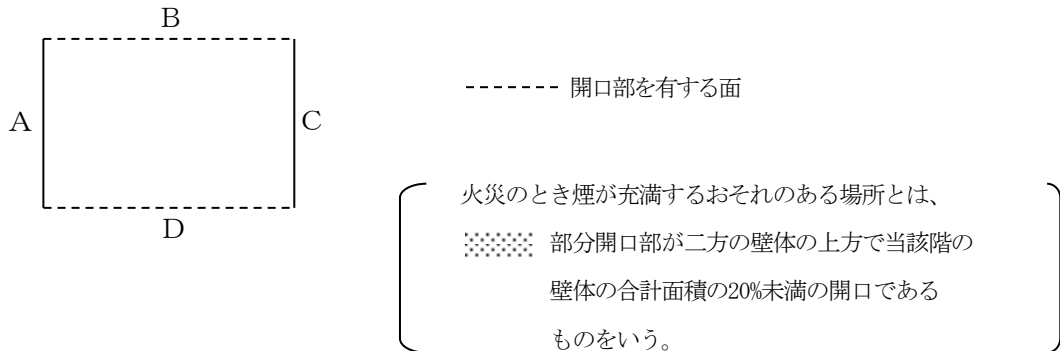 B
A
C
D
開口部を有する面
火災のとき煙が充満するおそれのある場所とは、
部分開口部が二方の壁体の上方で当該階の
壁体の合計面積の20%未満の開口である
ものをいう。